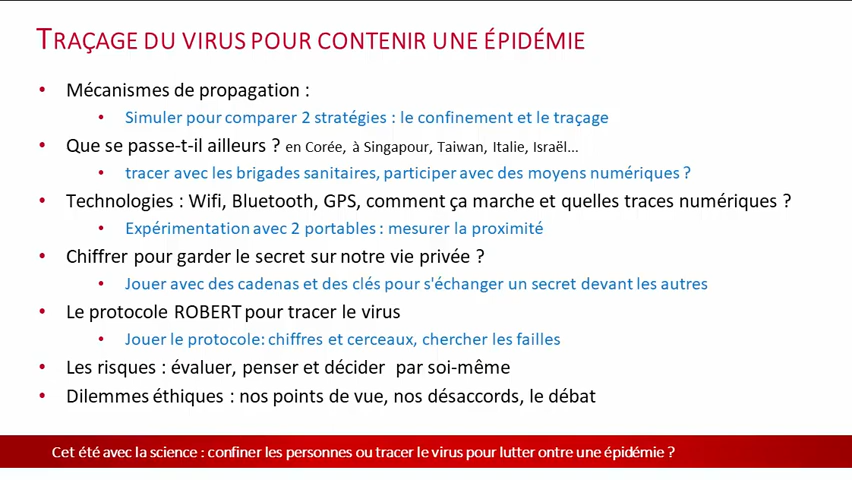 TRAÇAGE DU VIRUS POUR CONTENIR UNE ÉPIDÉMIE
• Mécanismes de propagation :
• Simuler pour comparer 2 stratégies : le confinement et le traçage
• Que se passe-t-il ailleurs ? en Corée, à Singapour, Taiwan, Italie, Israël...
• tracer avec les brigades sanitaires, participer avec des moyens numériques ?
• Technologies : Wifi, Bluetooth, GPS, comment ça marche et quelles traces numériques ?
• Expérimentation avec 2 portables : mesurer la proximité
• Chiffrer pour garder le secret sur notre vie privée ?
• Jouer avec des cadenas et des clés pour s'échanger un secret devant les autres
• Le protocole ROBERT pour tracer le virus
• Jouer le protocole: chiffres et cerceaux, chercher les failles
• Les risques : évaluer, penser et décider par soi-même
• Dilemmes éthiques : nos points de vue, nos désaccords, le débat
Cet été avec la science : confiner les personnes ou tracer le virus pour lutter ontre une épidémie ?